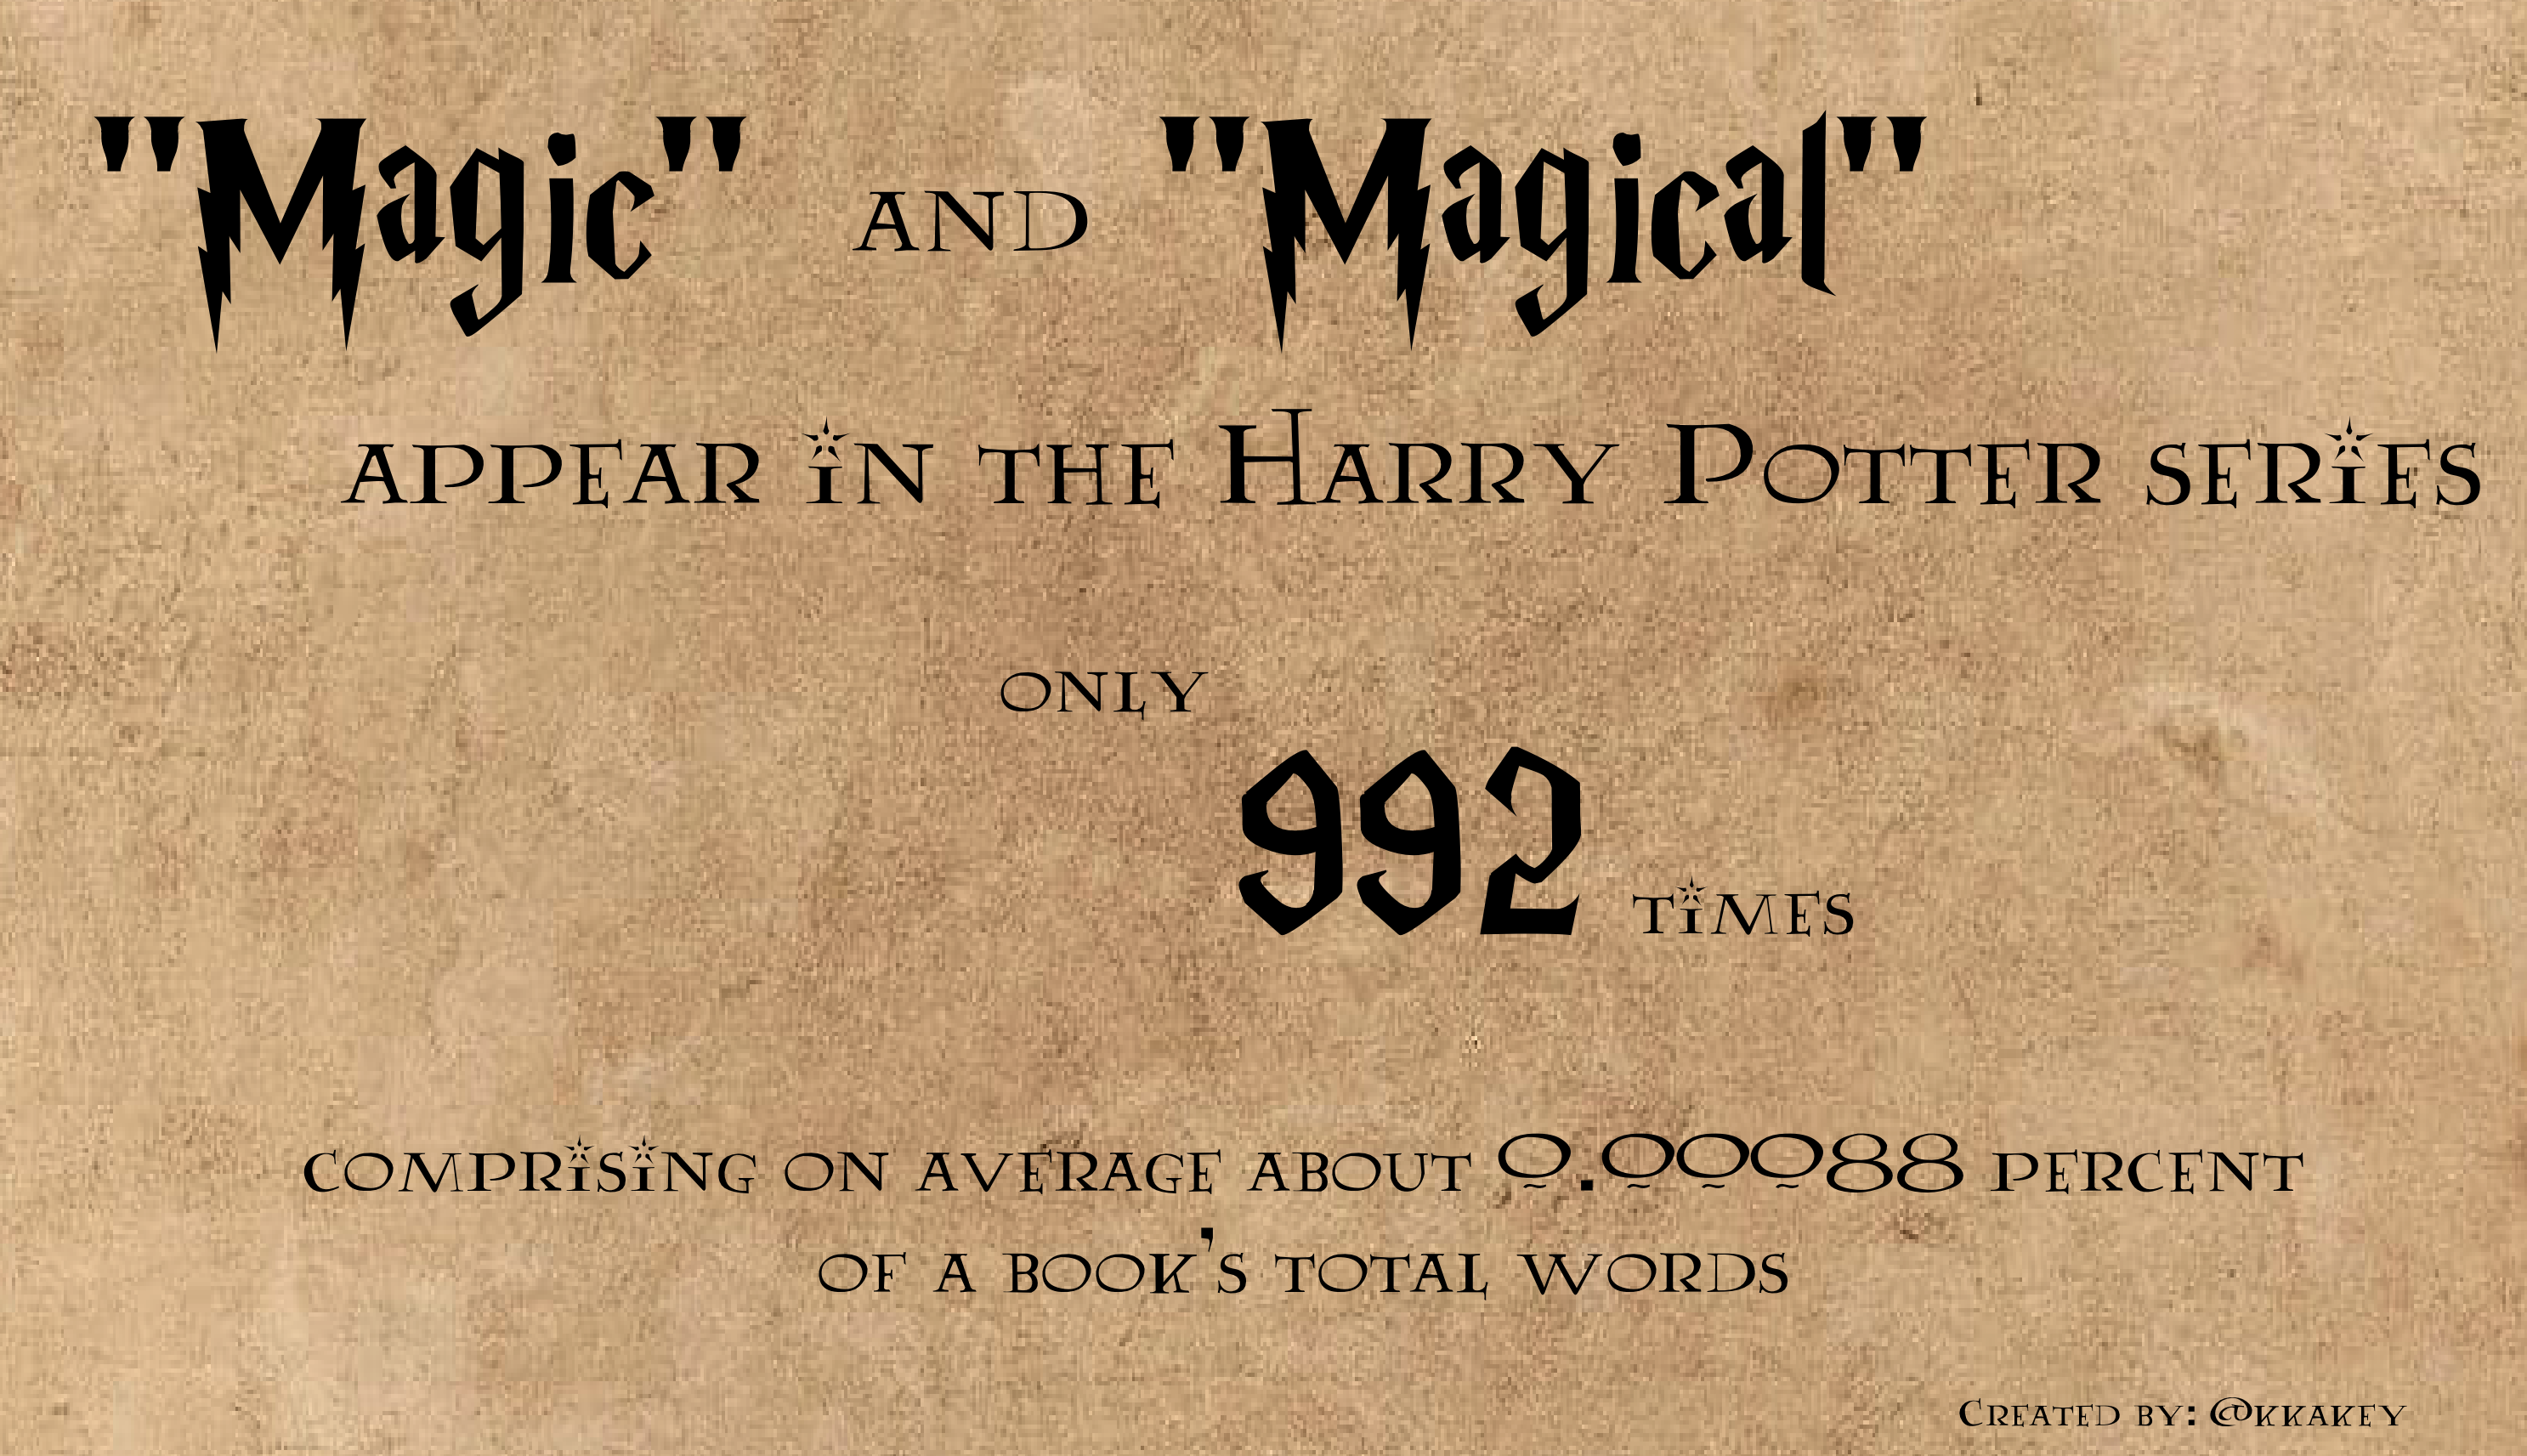 "Magic" and "Magical"
appear in the Harry Potter series
only
992 times
comprising on average about 0.00088 percent
of a book's total words
Created by: @kkakey